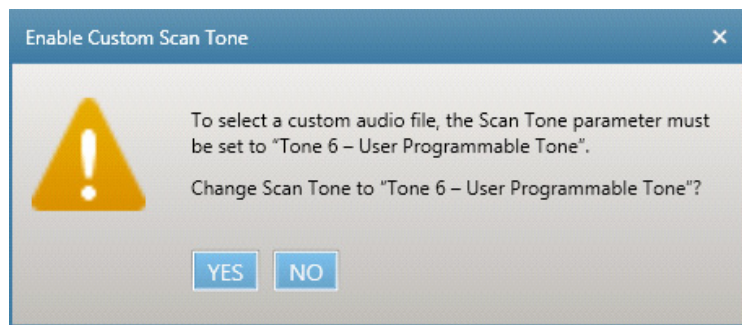 Enable Custom Scan Tone
To select a custom audio file, the Scan Tone parameter must
be set to “Tone 6 – User Programmable Tone”.
Change Scan Tone to “Tone 6 – User Programmable Tone”?
YES NO